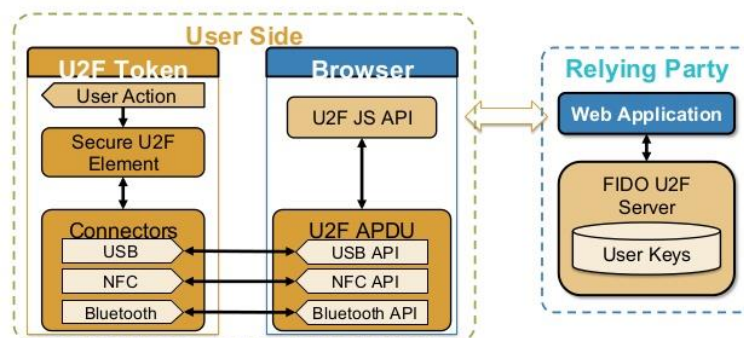 User Side
U2F Token
User Action
Secure U2F
Element
Connectors
USB
NFC
Bluetooth
Browser
U2F JS API
U2F APDU
USB API
NFC API
Bluetooth API
Relying Party
Web Application
FIDO U2F
Server
User Keys